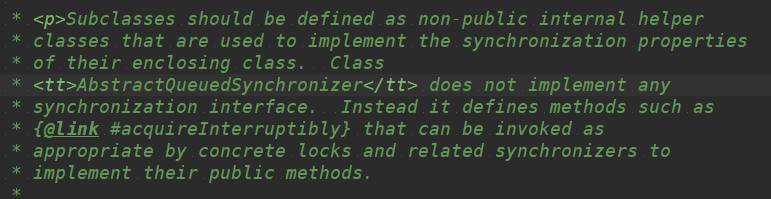 * <p>Subclasses should be defined as non-public internal helper
* classes that are used to implement the synchronization properties
* of their enclosing class.  Class
* <tt>AbstractQueuedSynchronizer</tt> does not implement any
* synchronization interface.  Instead it defines methods such as
* {@link #acquireInterruptibly} that can be invoked as
* appropriate by concrete locks and related synchronizers to
* implement their public methods.
*